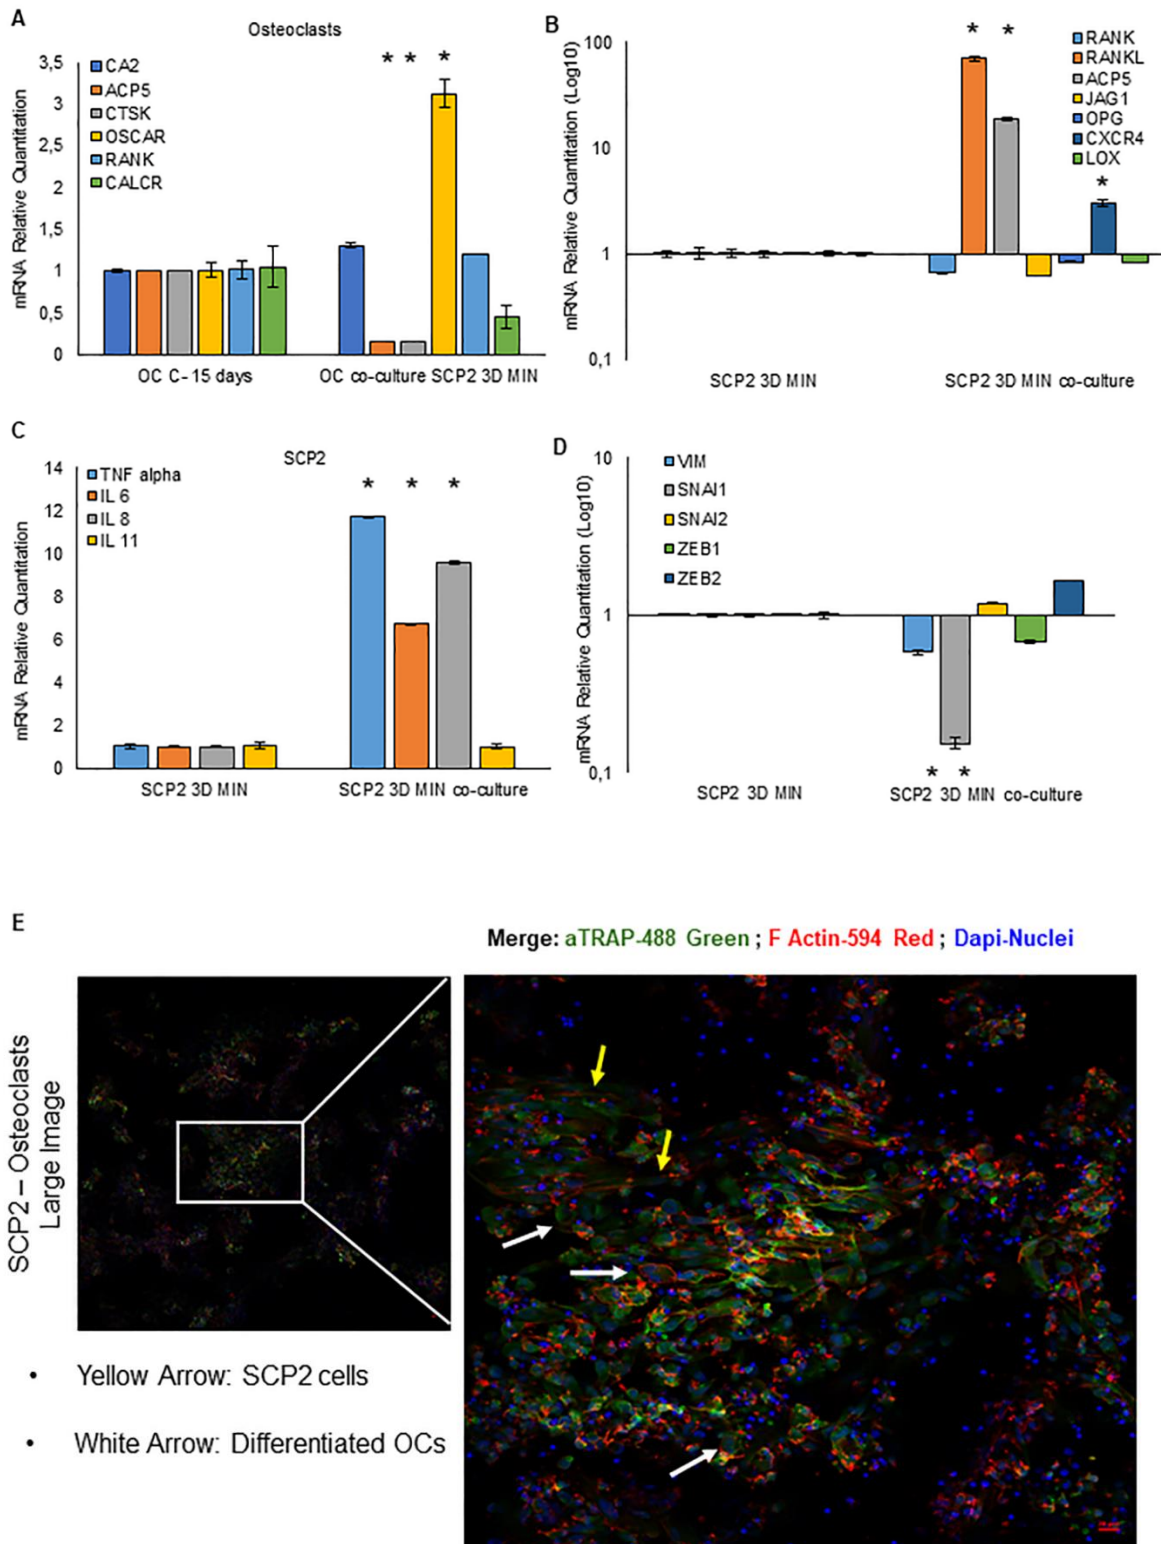 A
Osteoclasts
mRNA Relative Quantitation
3,5
3
2,5
2
1,5
1
0,5
0
CA2
ACP5
CTSK
OSCAR
RANK
CALCR
* * *
OC C- 15 days
OC co-culture SCP2 3D MIN
B
mRNA Relative Quantitation (Log10)
100
10
1
0,1
RANK
RANKL
ACP5
JAG1
OPG
CXCR4
LOX
* *
*
SCP2 3D MIN
SCP2 3D MIN co-culture
C
SCP2
mRNA Relative Quantitation
14
12
10
8
6
4
2
0
TNF alpha
IL 6
IL 8
IL 11
* * *
SCP2 3D MIN
SCP2 3D MIN co-culture
D
mRNA Relative Quantitation (Log10)
10
1
0,1
VIM
SNAI1
SNAI2
ZEB1
ZEB2
* *
SCP2 3D MIN
SCP2 3D MIN co-culture
E
Merge: aTRAP-488 Green ; F Actin-594 Red ; Dapi-Nuclei
SCP2 – Osteoclasts
Large Image
• Yellow Arrow: SCP2 cells
• White Arrow: Differentiated OCs